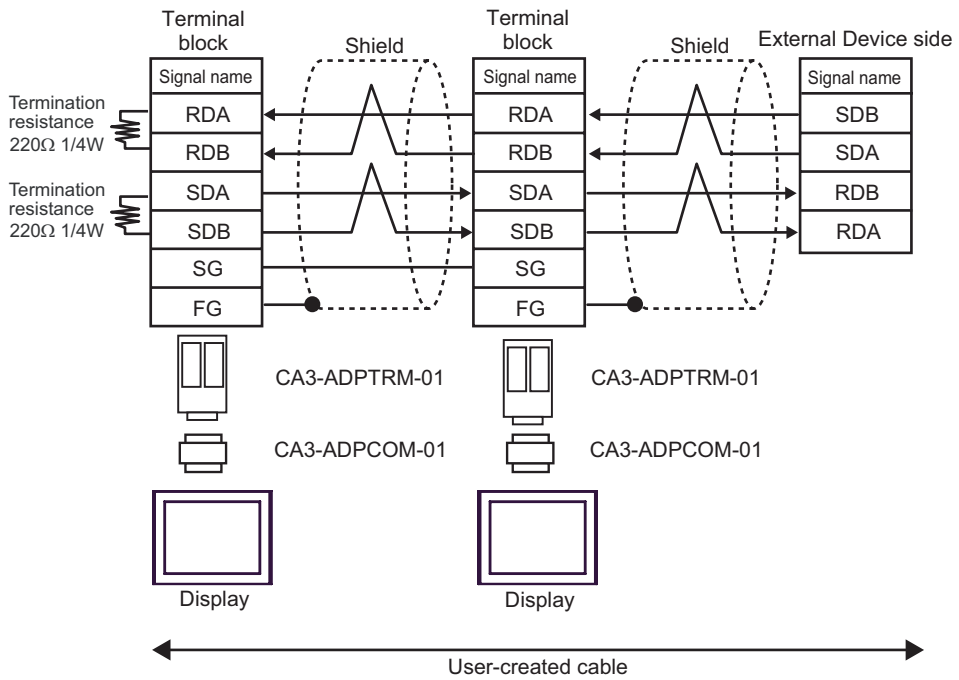 Terminal
block
Shield
Terminal
block
Shield
External Device side
Signal name
Signal name
Signal name
Termination
resistance
220Ω 1/4W
RDA
RDA
SDB
RDB
RDB
SDA
Termination
resistance
220Ω 1/4W
SDA
SDA
RDB
SDB
SDB
RDA
SG
SG
FG
FG
CA3-ADPTRM-01
CA3-ADPTRM-01
CA3-ADPCOM-01
CA3-ADPCOM-01
Display
Display
User-created cable